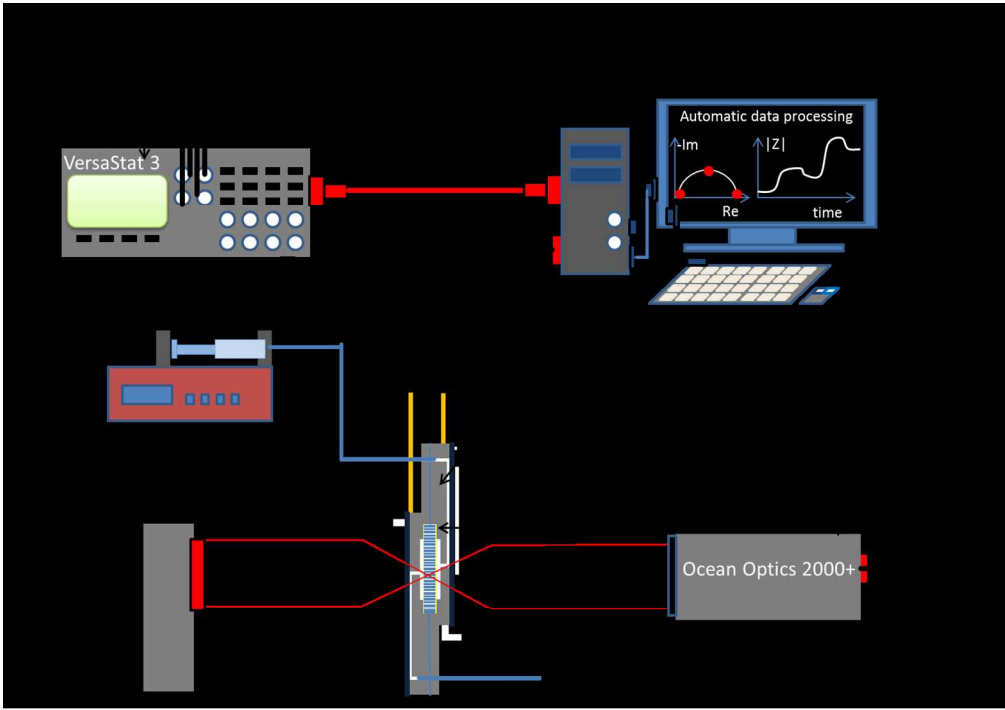 VersaStat 3
Automatic data processing
-Im
|Z|
Re
time
Ocean Optics 2000+